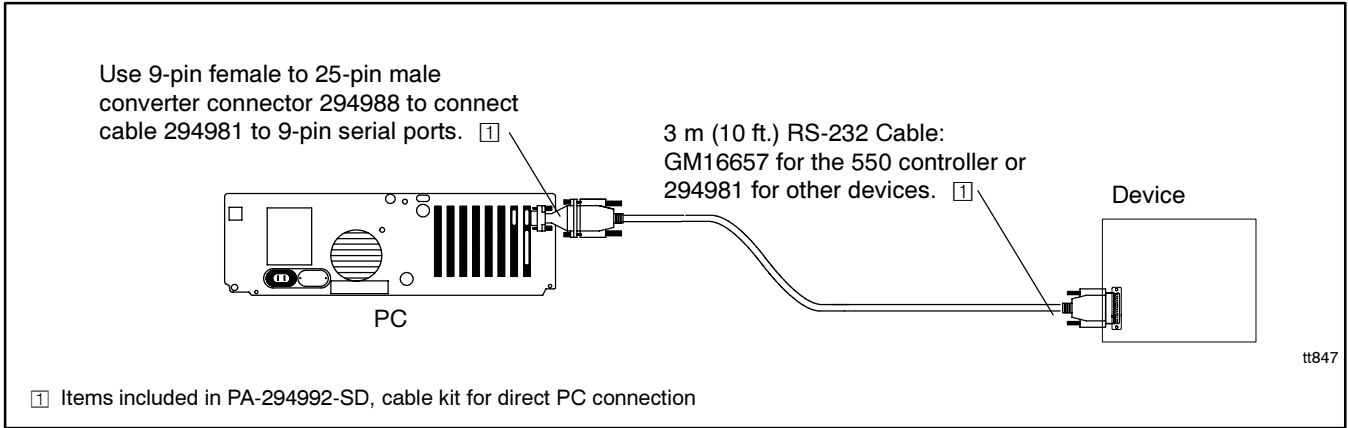 Use 9-pin female to 25-pin male
converter connector 294988 to connect
cable 294981 to 9-pin serial ports. 1
3 m (10 ft.) RS-232 Cable:
GM16657 for the 550 controller or
294981 for other devices. 1
Device
PC
tt847
1 Items included in PA-294992-SD, cable kit for direct PC connection